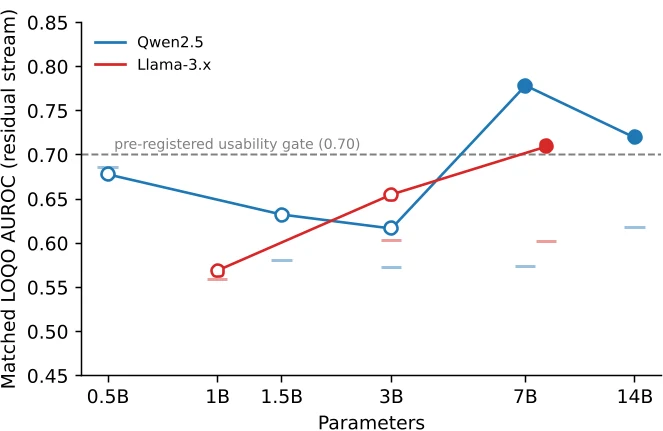 Matched LOQO AUROC (residual stream)
0.85
0.80
0.75
0.70
0.65
0.60
0.55
0.50
0.45
Qwen2.5
Llama-3.x
pre-registered usability gate (0.70)
0.5B 1B 1.5B 3B 7B 14B
Parameters